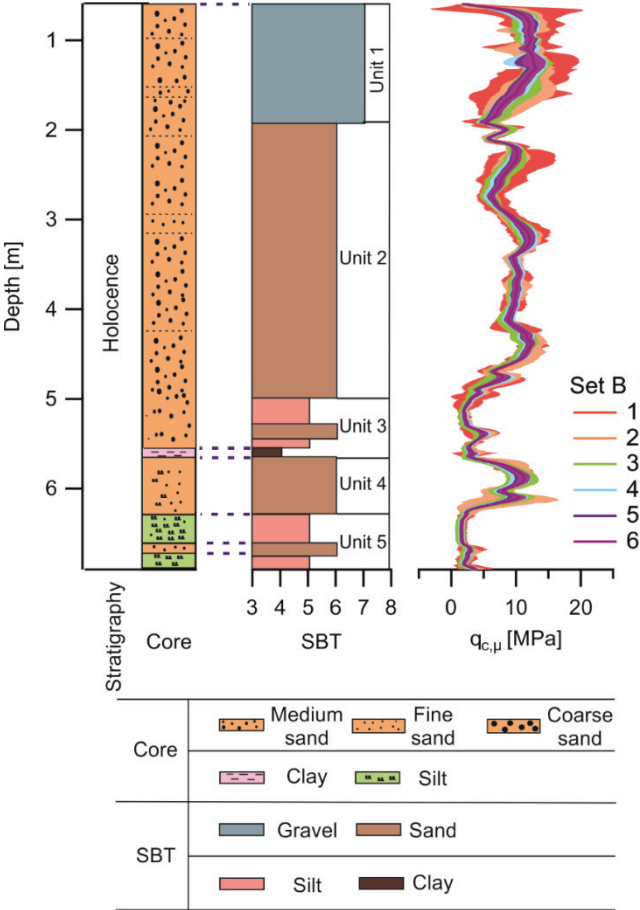 Depth [m]
1
2
3
4
5
6
Holocence
Unit 1
Unit 2
Unit 3
Unit 4
Unit 5
3 4 5 6 7 8
Stratigraphy
Core
SBT
Set B
1
2
3
4
5
6
0 10 20
qc,μ [MPa]
Core
Medium
sand
Fine
sand
Coarse
sand
Clay
Silt
SBT
Gravel
Sand
Silt
Clay